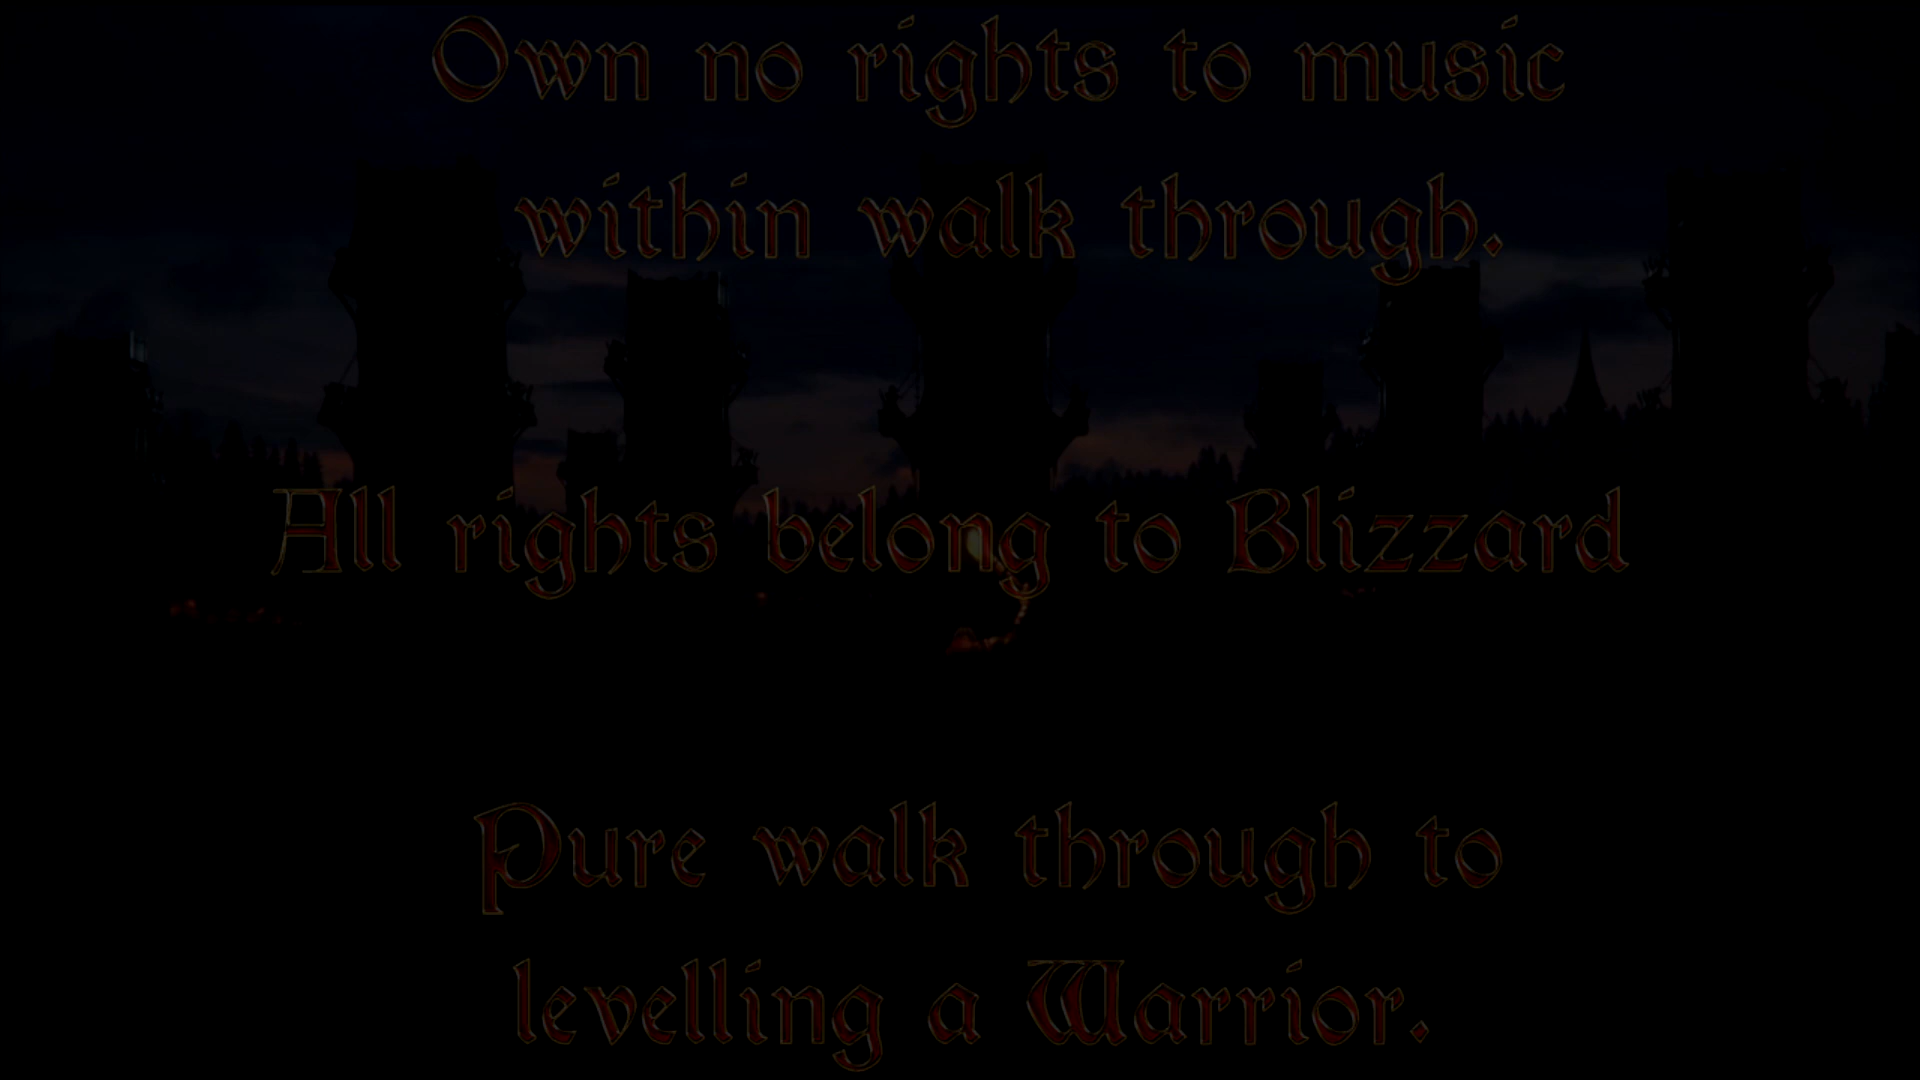 Own no rights to music
within walk through.
All rights belong to Blizzard
Pure walk through to
levelling a Warrior.